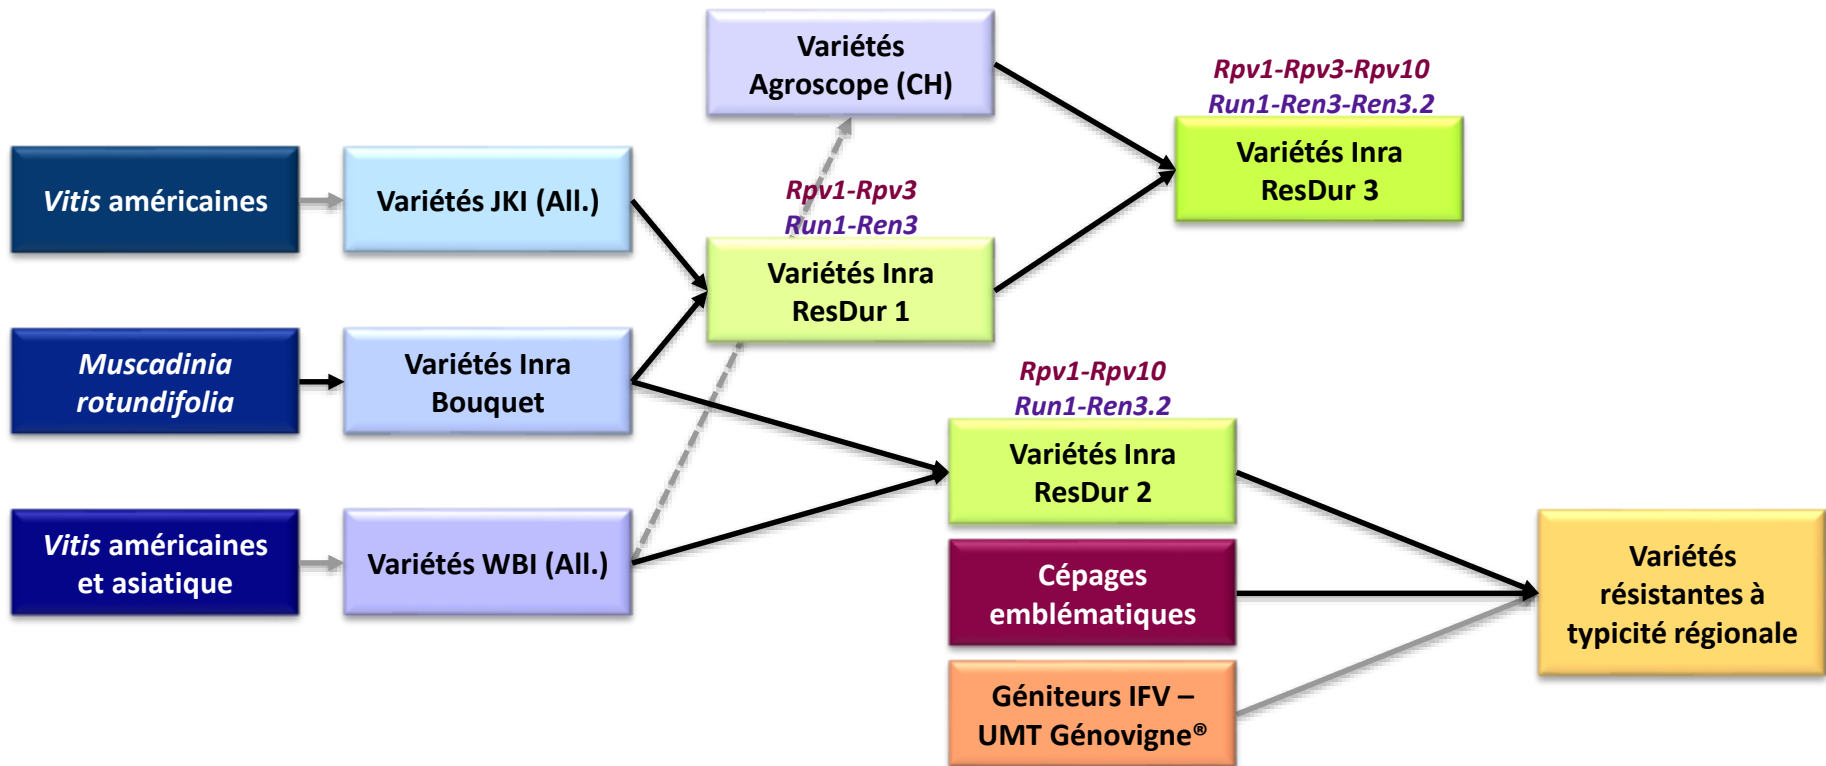 Variétés
Agroscope (CH)
Rpv1-Rpv3-Rpv10
Run1-Ren3-Ren3.2
Variétés Inra
ResDur 3
Vitis américaines
Variétés JKI (All.)
Rpv1-Rpv3
Run1-Ren3
Variétés Inra
ResDur 1
Muscadinia
rotundifolia
Variétés Inra
Bouquet
Rpv1-Rpv10
Run1-Ren3.2
Variétés Inra
ResDur 2
Vitis américaines
et asiatique
Variétés WBI (All.)
Cépages
emblématiques
Variétés
résistantes à
typicité régionale
Géniteurs IFV –
UMT Génovigne®